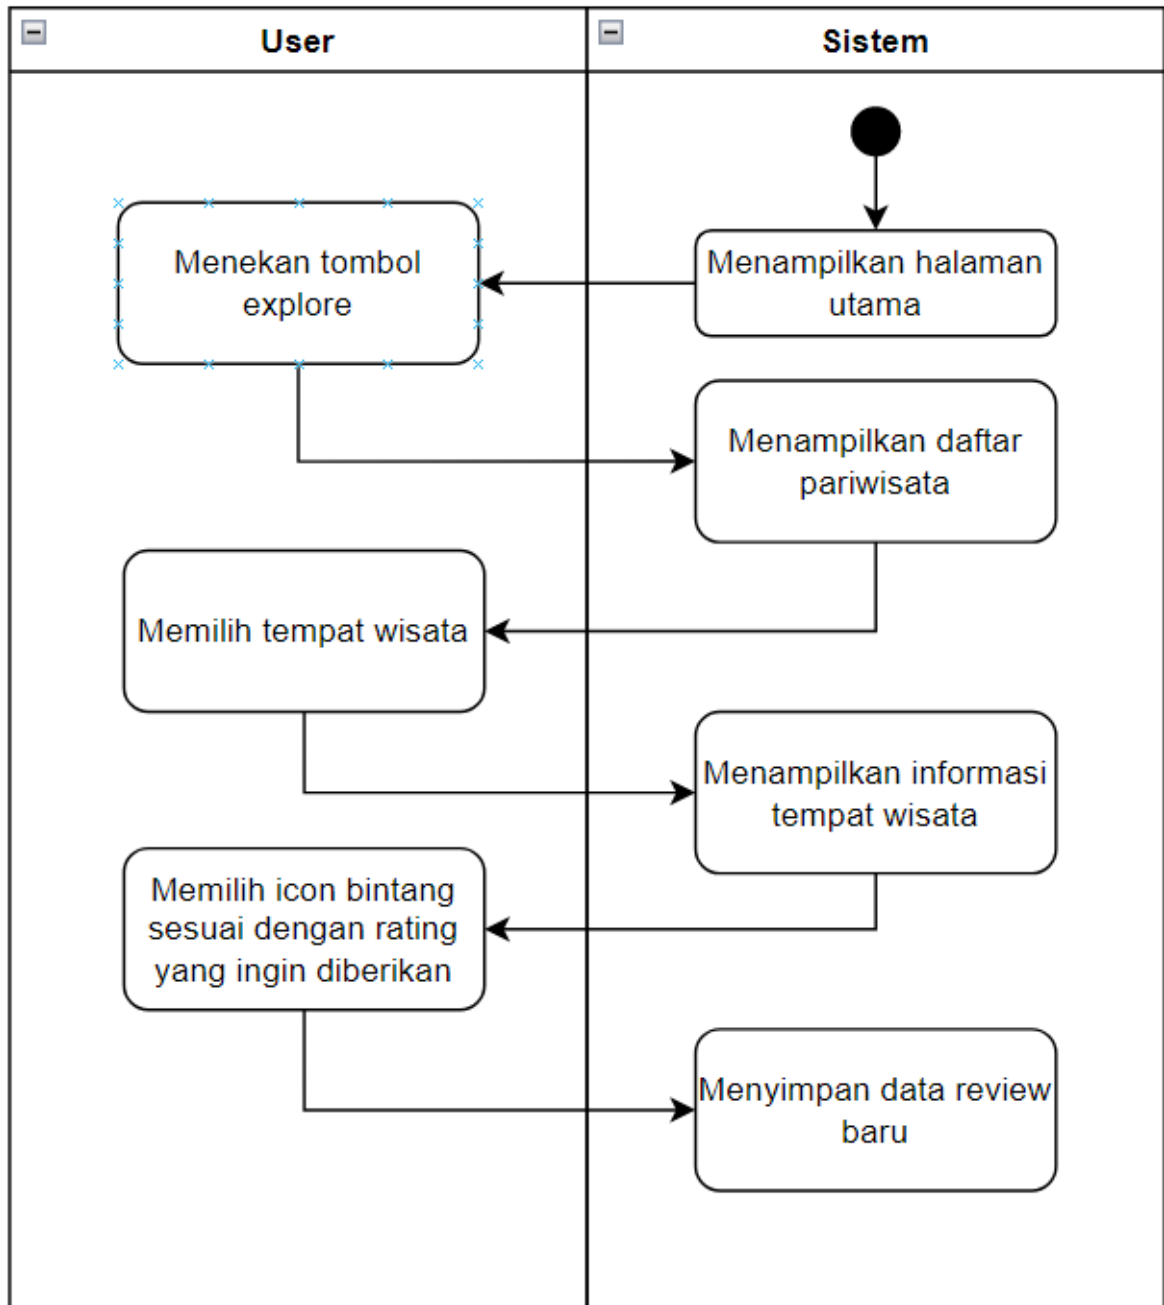 User
Sistem
Menampilkan halaman
utama
Menekan tombol
explore
Menampilkan daftar
pariwisata
Memilih tempat wisata
Menampilkan informasi
tempat wisata
Memilih icon bintang
sesuai dengan rating
yang ingin diberikan
Menyimpan data review
baru